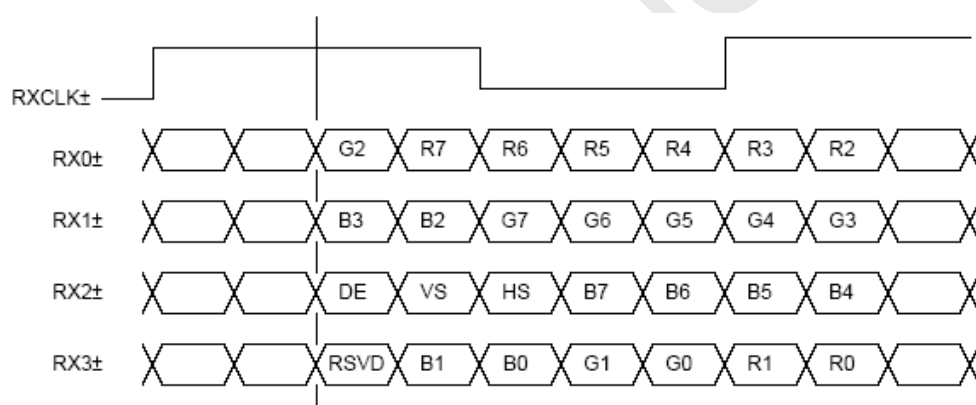 RXCLK±
RX0± G2 R7 R6 R5 R4 R3 R2
RX1± B3 B2 G7 G6 G5 G4 G3
RX2± DE VS HS B7 B6 B5 B4
RX3± RSVD B1 B0 G1 G0 R1 R0